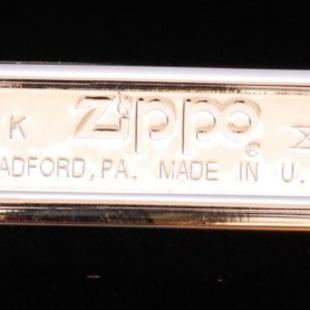 K Zippo® X
ADFORD, PA. MADE IN U.